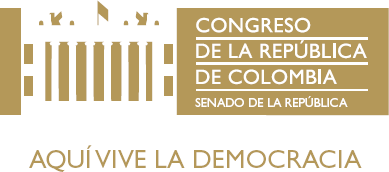 CONGRESO
DE LA REPÚBLICA
DE COLOMBIA
SENADO DE LA REPÚBLICA
AQUÍ VIVE LA DEMOCRACIA